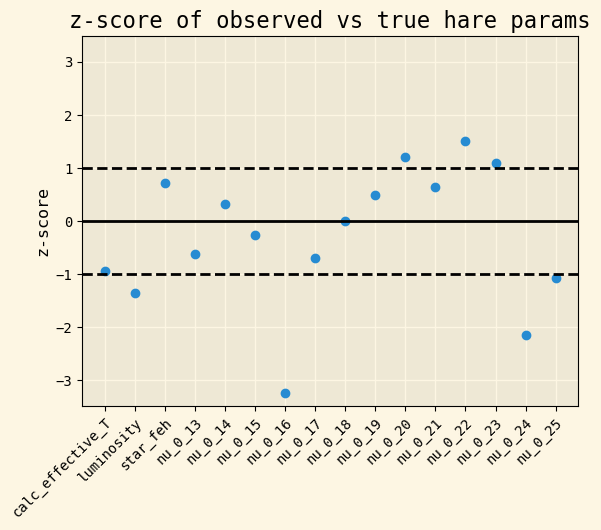 z-score of observed vs true hare params
z-score
3
2
1
0
−1
−2
−3
calc_effective_T
luminosity
star_feh
nu_0_13
nu_0_14
nu_0_15
nu_0_16
nu_0_17
nu_0_18
nu_0_19
nu_0_20
nu_0_21
nu_0_22
nu_0_23
nu_0_24
nu_0_25